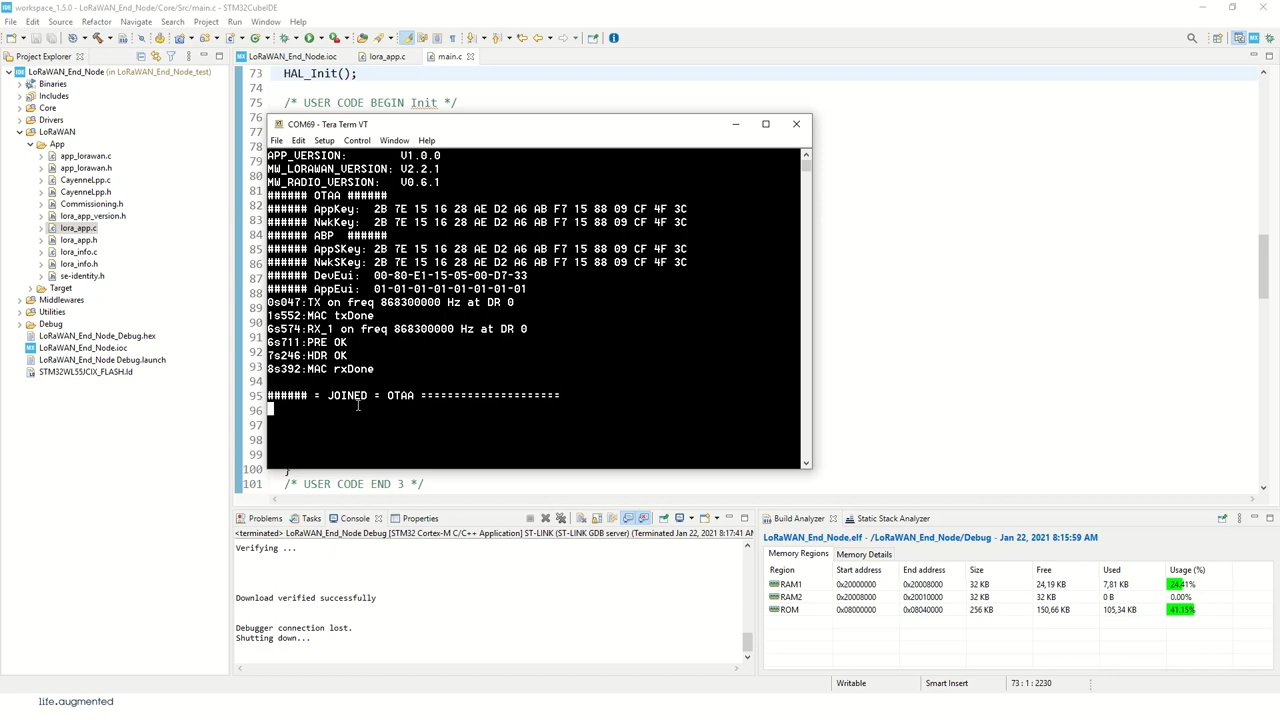 workspace_1.5.0 - LoRaWAN_End_Node/Core/Src/main.c - STM32CubeIDE
File Edit Source Refactor Navigate Search Project Run Window Help
Project Explorer
LoRaWAN_End_Node.ioc lora_app.c main.c
LoRaWAN_End_Node (in LoRaWAN_End_Node_test)
Binaries
Includes
Core
Drivers
LoRaWAN
App
app_lorawan.c
app_lorawan.h
CayenneLpp.c
CayenneLpp.h
Commissioning.h
lora_app_version.h
lora_app.c
lora_app.h
lora_info.c
lora_info.h
se-identity.h
Target
Middlewares
Utilities
Debug
LoRaWAN_End_Node_Debug.hex
LoRaWAN_End_Node.ioc
LoRaWAN_End_Node Debug.launch
STM32WL55JCIX_FLASH.ld
73 HAL_Init();
74
75 /* USER CODE BEGIN Init */
76
77
78
79
80
81
82
83
84
85
86
87
88
89
90
91
92
93
94
95
96
97
98
99
100 }
101 /* USER CODE END 3 */
COM69 - Tera Term VT
File Edit Setup Control Window Help
APP_VERSION: V1.0.0
MW_LORAWAN_VERSION: V2.2.1
MW_RADIO_VERSION: V0.6.1
###### OTAA ######
###### AppKey: 2B 7E 15 16 28 AE D2 A6 AB F7 15 88 09 CF 4F 3C
###### NwkKey: 2B 7E 15 16 28 AE D2 A6 AB F7 15 88 09 CF 4F 3C
###### ABP ######
###### AppSKey: 2B 7E 15 16 28 AE D2 A6 AB F7 15 88 09 CF 4F 3C
###### NwkSKey: 2B 7E 15 16 28 AE D2 A6 AB F7 15 88 09 CF 4F 3C
###### DevEui: 00-80-E1-15-05-00-D7-33
###### AppEui: 01-01-01-01-01-01-01-01
0s047:TX on freq 868300000 Hz at DR 0
1s552:MAC txDone
6s574:RX_1 on freq 868300000 Hz at DR 0
6s711:PRE OK
7s246:HDR OK
8s392:MAC rxDone
###### = JOINED = OTAA =====================
Problems Tasks Console Properties
<terminated> LoRaWAN_End_Node Debug [STM32 Cortex-M C/C++ Application] ST-LINK (ST-LINK GDB server) (Terminated Jan 22, 2021 8:17:41 AM
Verifying ...
Download verified successfully
Debugger connection lost.
Shutting down...
Build Analyzer Static Stack Analyzer
LoRaWAN_End_Node.elf - /LoRaWAN_End_Node/Debug - Jan 22, 2021 8:15:59 AM
Memory Regions Memory Details
Region Start address End address Size Free Used Usage (%)
RAM1 0x20000000 0x20008000 32 KB 24,19 KB 7,81 KB 24.41%
RAM2 0x20008000 0x20010000 32 KB 32 KB 0 B 0.00%
ROM 0x08000000 0x08040000 256 KB 150,66 KB 105,34 KB 41.15%
Writable Smart Insert 73 : 1 : 2230
life.augmented